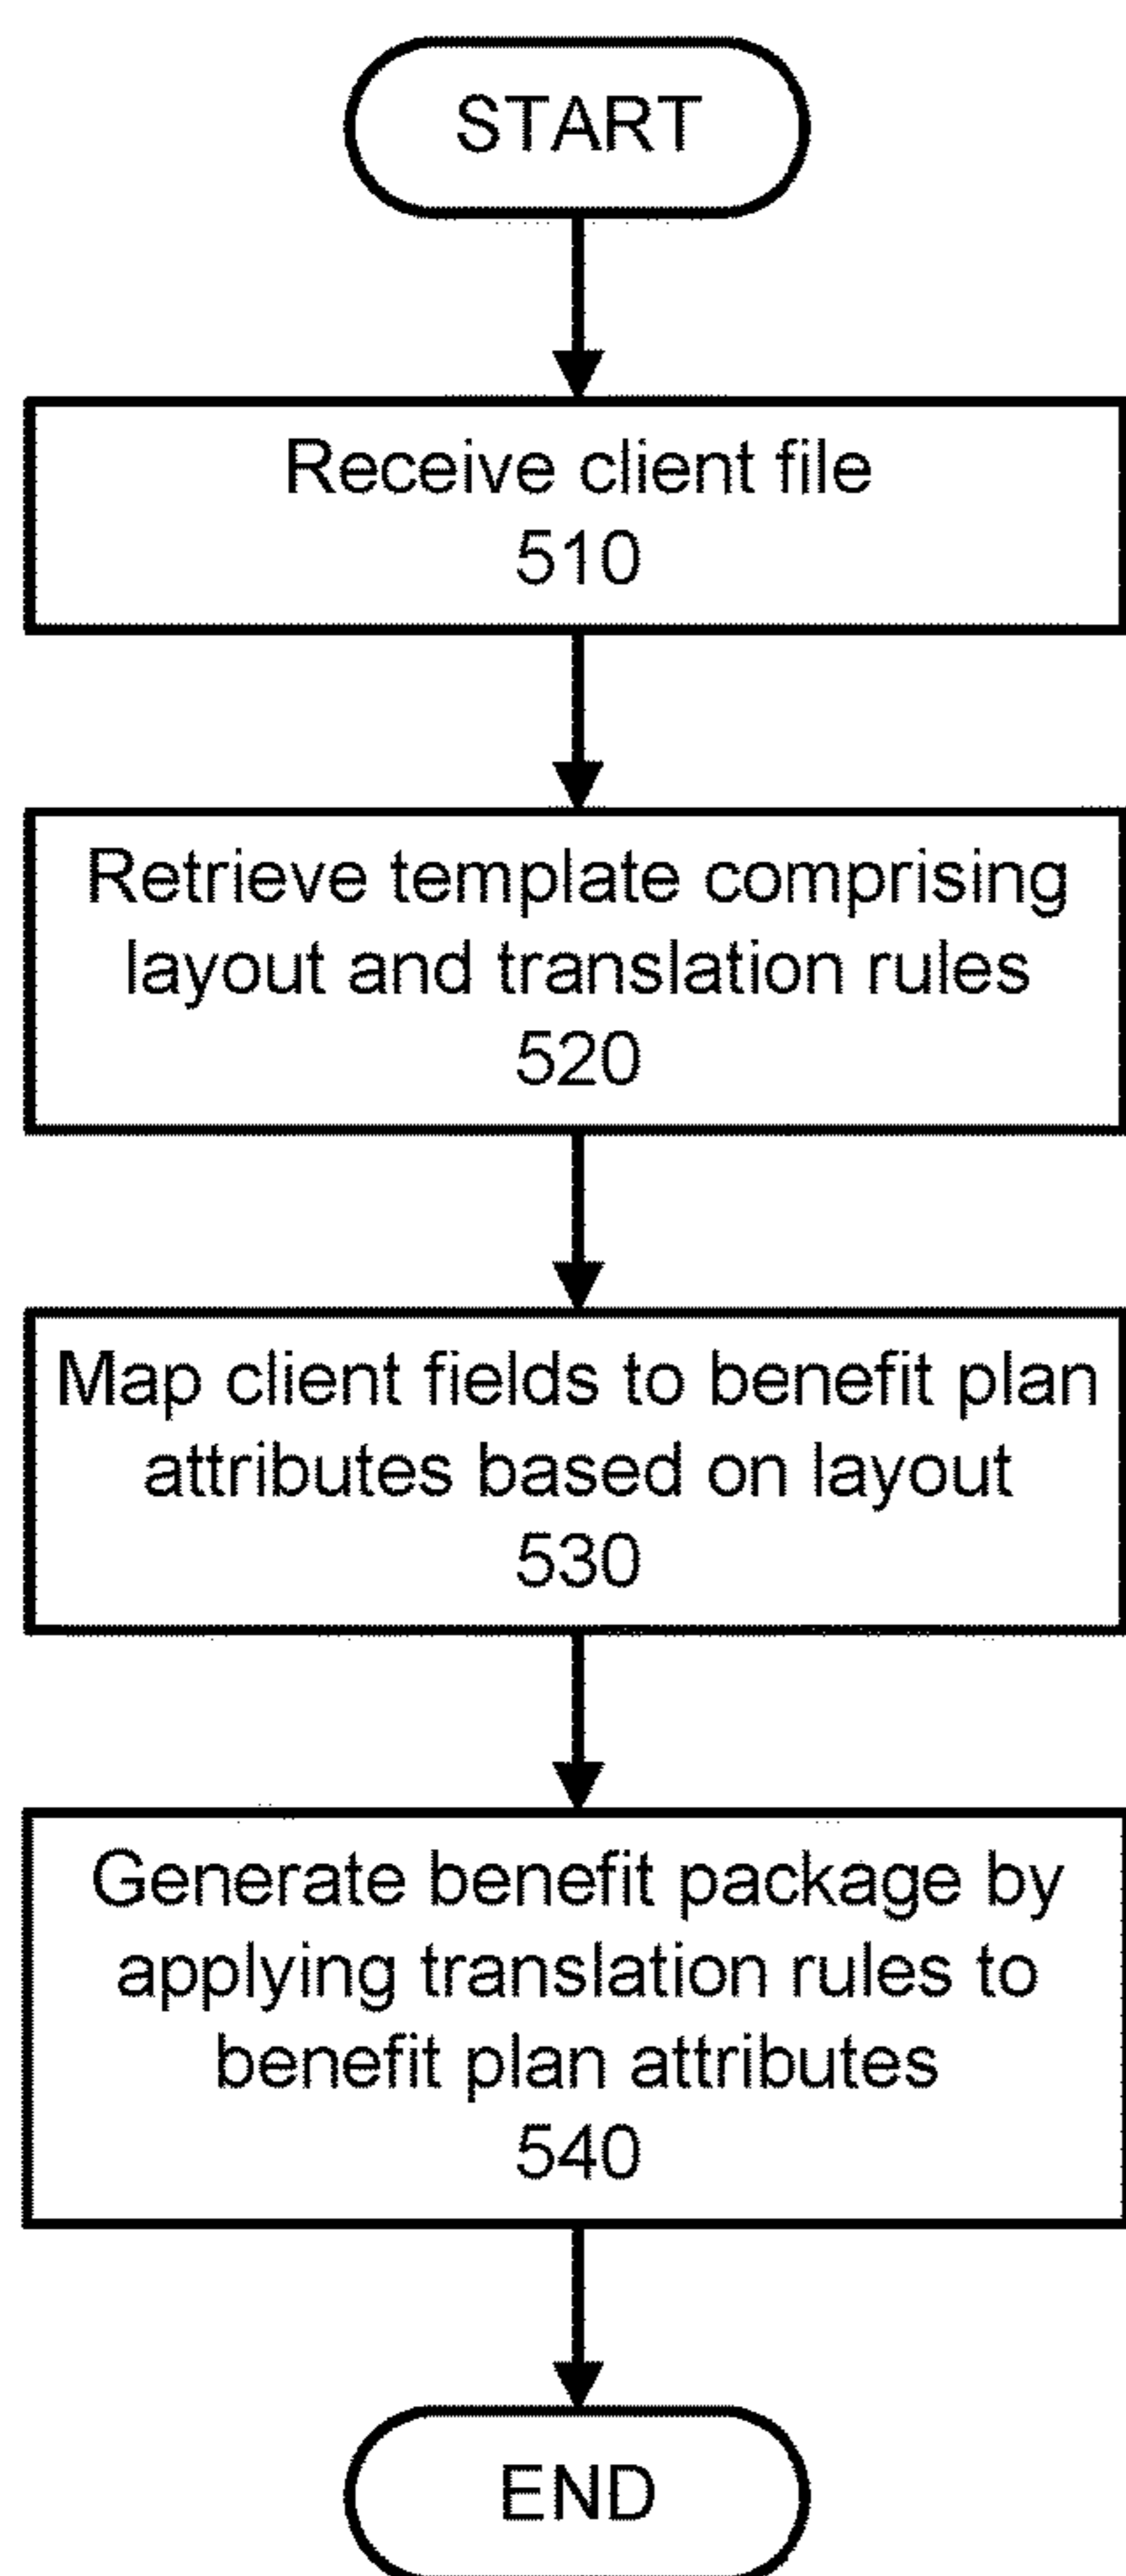 START
Receive client file
510
Retrieve template comprising
layout and translation rules
520
Map client fields to benefit plan
attributes based on layout
530
Generate benefit package by
applying translation rules to
benefit plan attributes
540
END